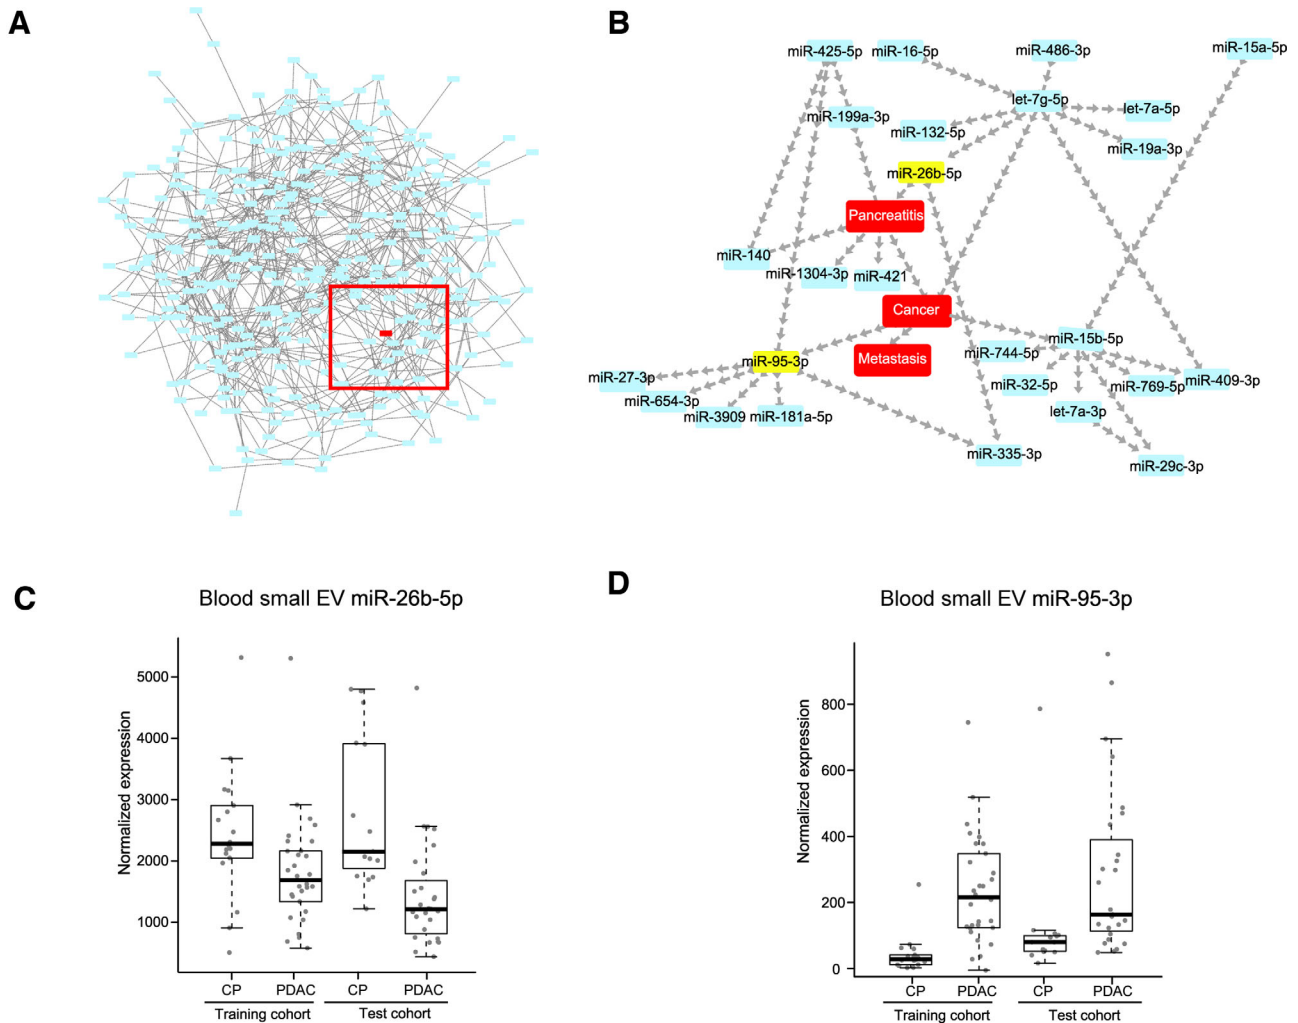 A
B
miR-425-5p
miR-16-5p
miR-486-3p
miR-15a-5p
let-7g-5p
let-7a-5p
miR-199a-3p
miR-132-5p
miR-19a-3p
miR-26b-5p
Pancreatitis
miR-140
miR-1304-3p
miR-421
Cancer
Metastasis
miR-15b-5p
miR-744-5p
miR-95-3p
miR-27-3p
miR-32-5p
miR-769-5p
miR-409-3p
miR-654-3p
miR-3909
miR-181a-5p
let-7a-3p
miR-335-3p
miR-29c-3p
C
Blood small EV miR-26b-5p
Normalized expression
5000
4000
3000
2000
1000
CP
PDAC
CP
PDAC
Training cohort
Test cohort
D
Blood small EV miR-95-3p
Normalized expression
800
600
400
200
0
CP
PDAC
CP
PDAC
Training cohort
Test cohort